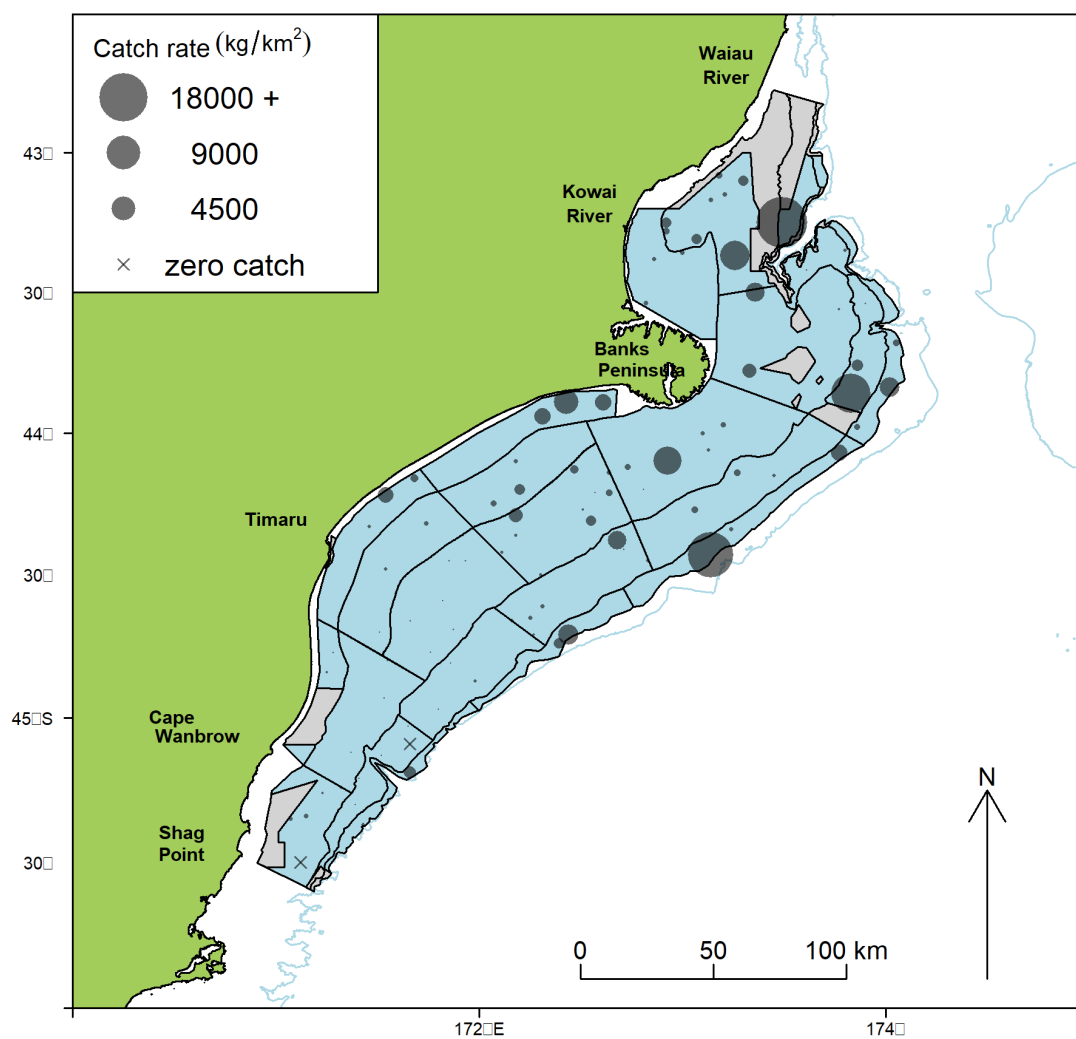 Catch rate (kg/km²)
18000 +
9000
4500
zero catch
Waiau
River
43□
Kowai
River
30□
Banks
Peninsula
44□
Timaru
30□
45□S
Cape
Wanbrow
N
Shag
Point
30□
0 50 100 km
172□E 174□